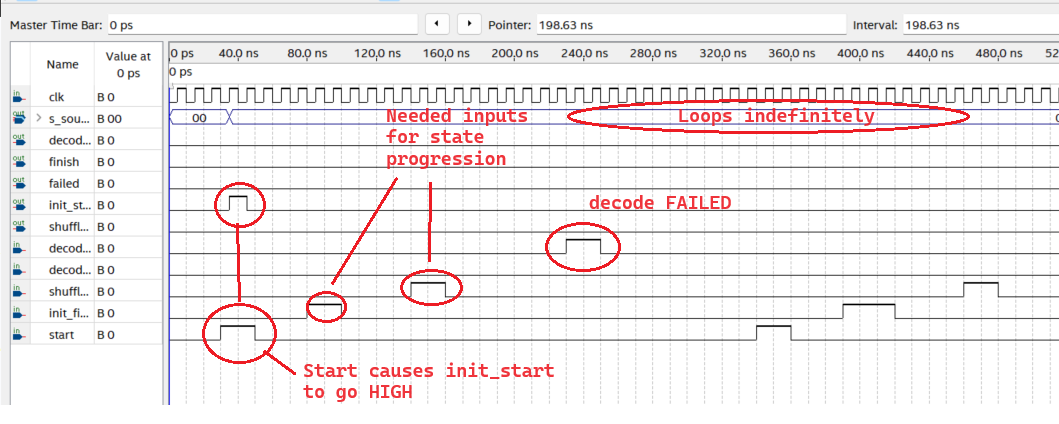 Master Time Bar: 0 ps Pointer: 198.63 ns Interval: 198.63 ns
Name Value at 0 ps
0 ps 40.0 ns 80.0 ns 120.0 ns 160.0 ns 200.0 ns 240.0 ns 280.0 ns 320.0 ns 360.0 ns 400.0 ns 440.0 ns 480.0 ns
0 ps
in clk B 0
out s_sou... B 00 00
out decod... B 0
out finish B 0
out failed B 0
out init_st... B 0
out shuffl... B 0
in decod... B 0
in decod... B 0
in shuffl... B 0
in init_fi... B 0
in start B 0
Needed inputs
for state
progression
Loops indefinitely
decode FAILED
Start causes init_start
to go HIGH